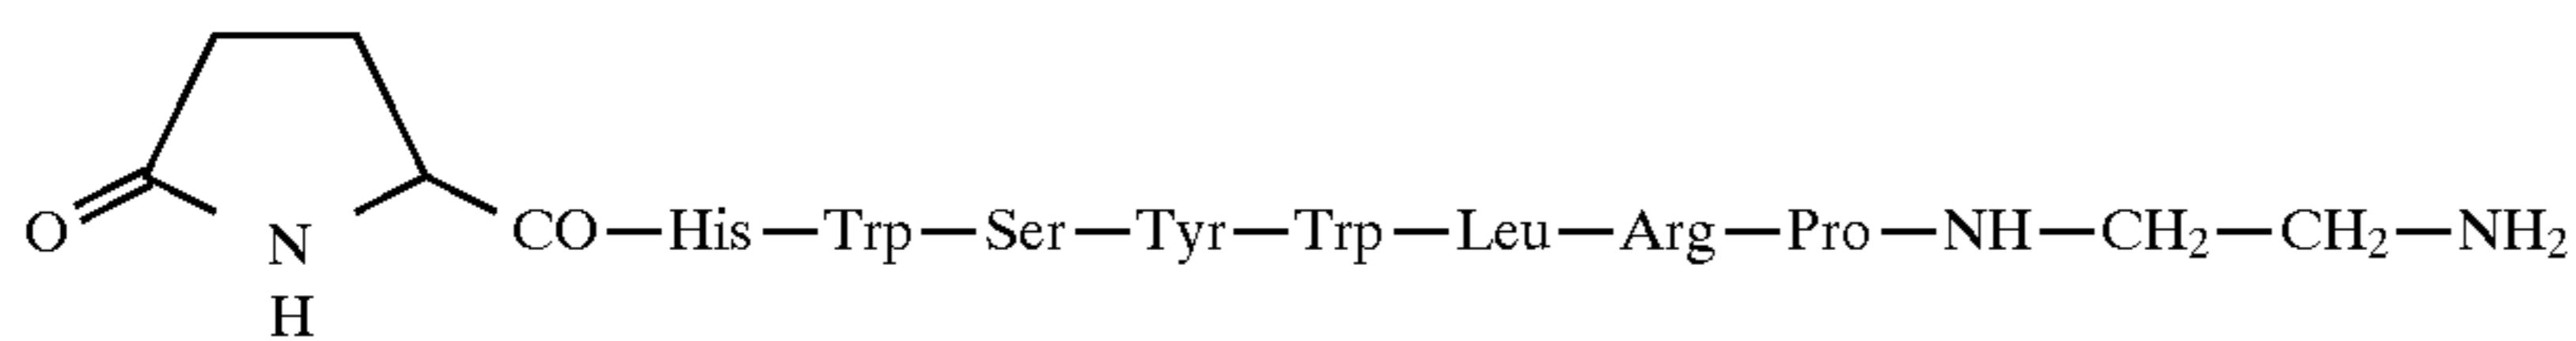 O N CO—His—Trp—Ser—Tyr—Trp—Leu—Arg—Pro—NH—CH₂—CH₂—NH₂
H